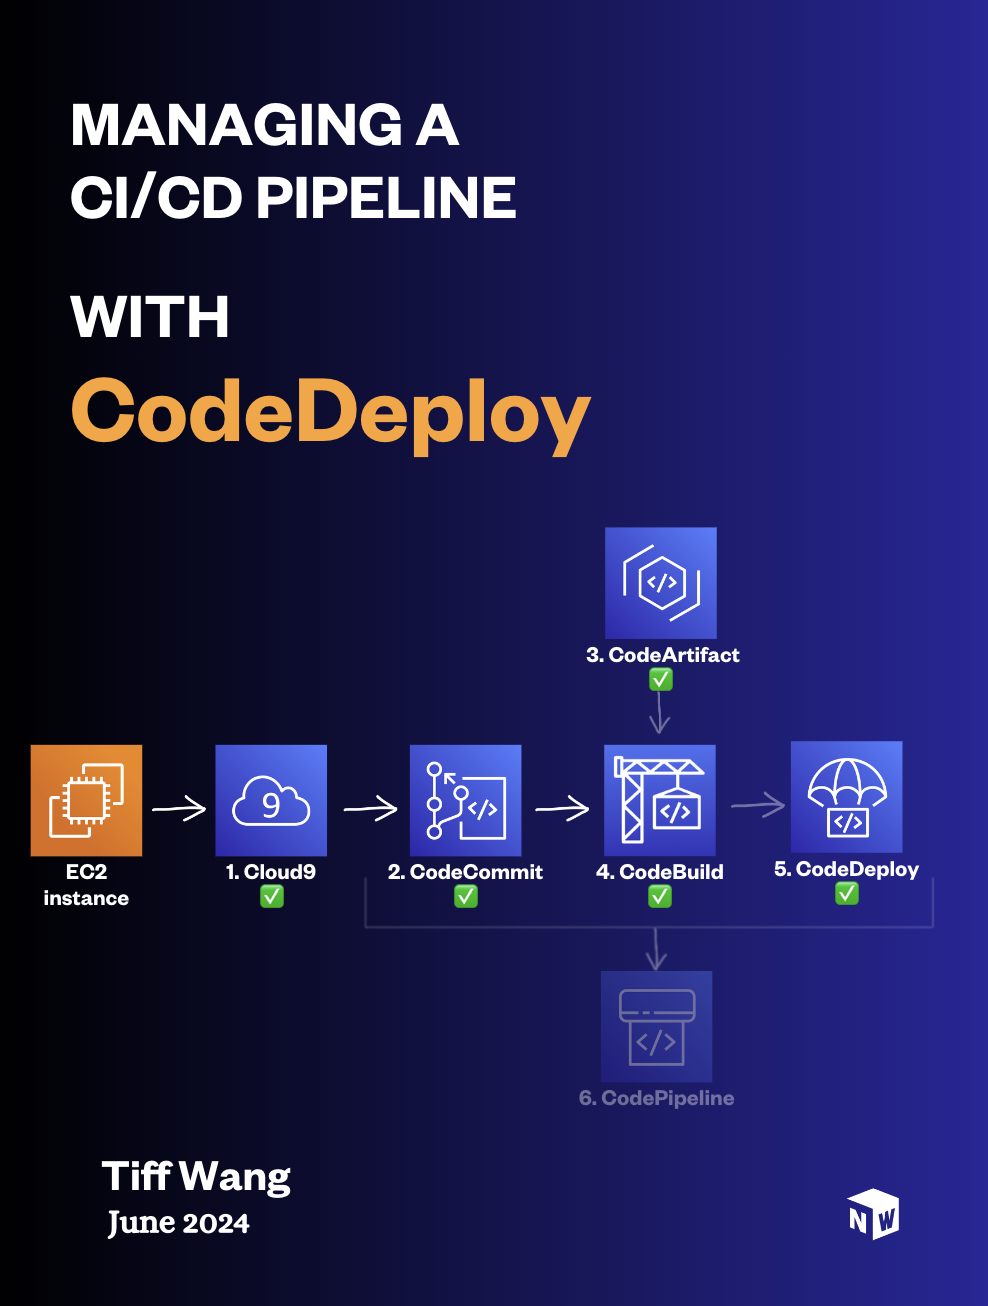 MANAGING A
CI/CD PIPELINE
WITH
CodeDeploy
</>
3. CodeArtifact
9
</>
</>
</>
EC2
instance
1. Cloud9
2. CodeCommit
4. CodeBuild
5. CodeDeploy
</>
6. CodePipeline
Tiff Wang
June 2024
N W